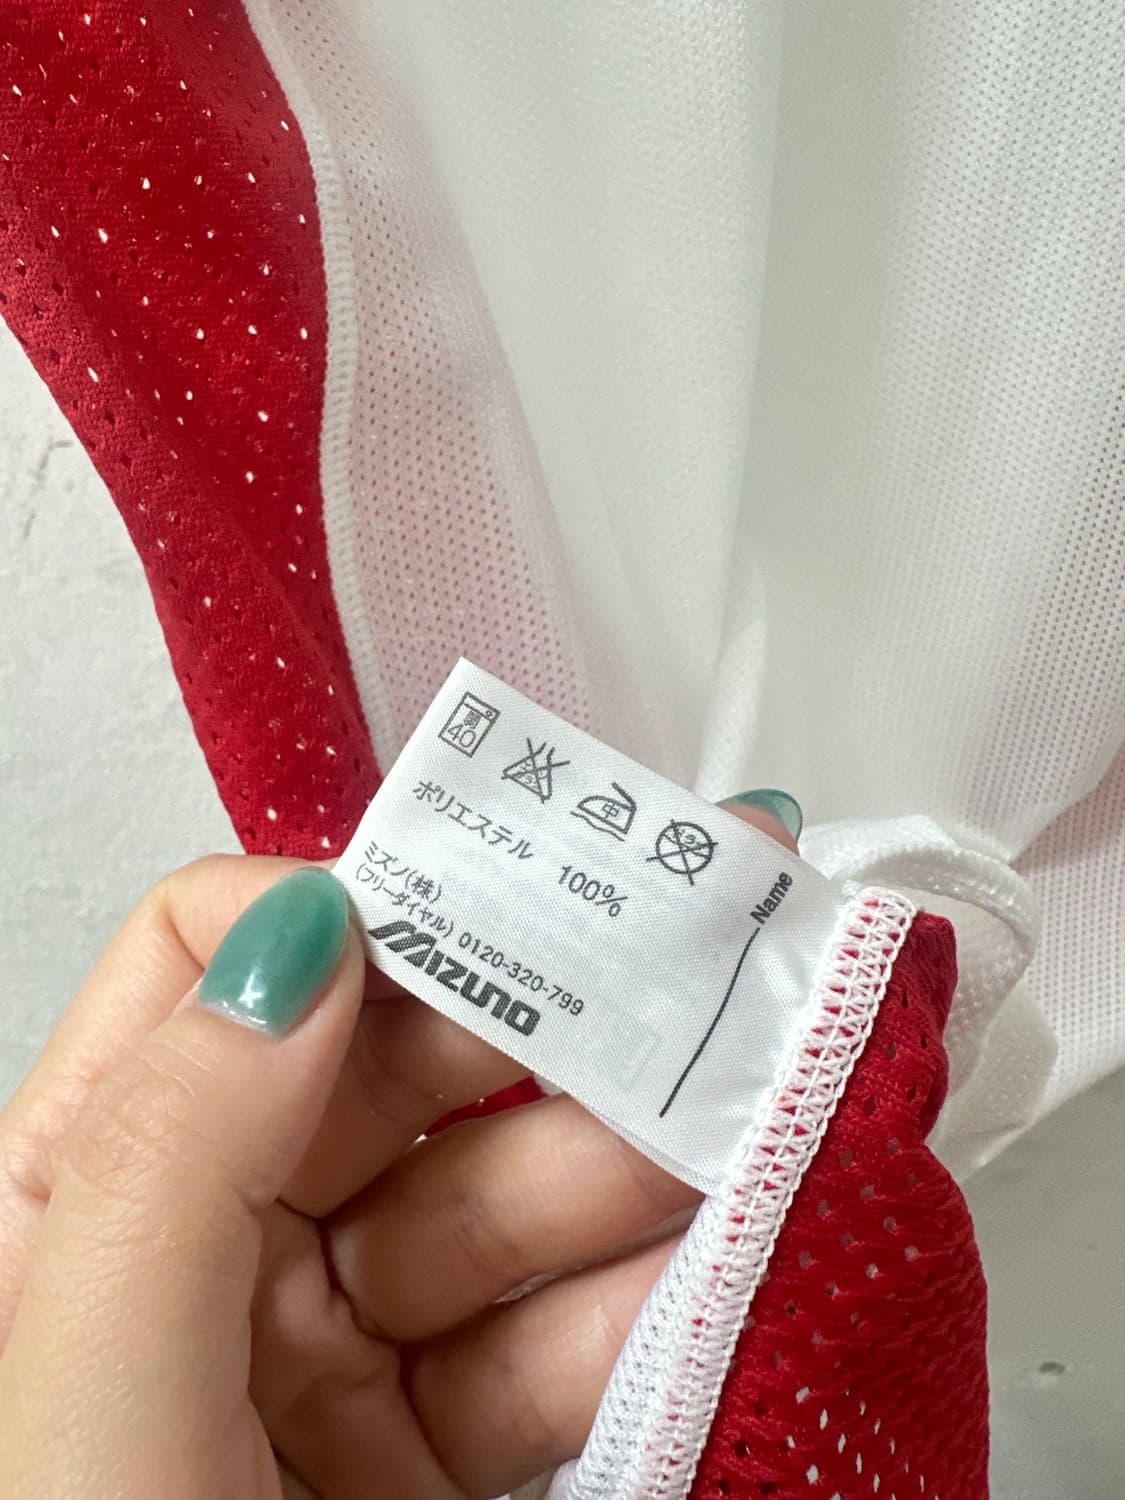 40
中
ポリエステル 100%
ミズノ(株)
(フリーダイヤル) 0120-320-799
MIZUNO
Name